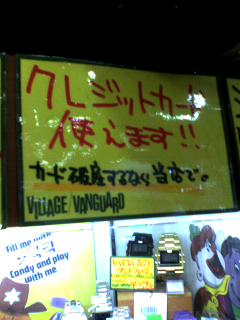 クレジットカード
使えます!!
カード破産するなら当店で。
VILLAGE/VANGUARD
Fill me with
Candy and play
with me